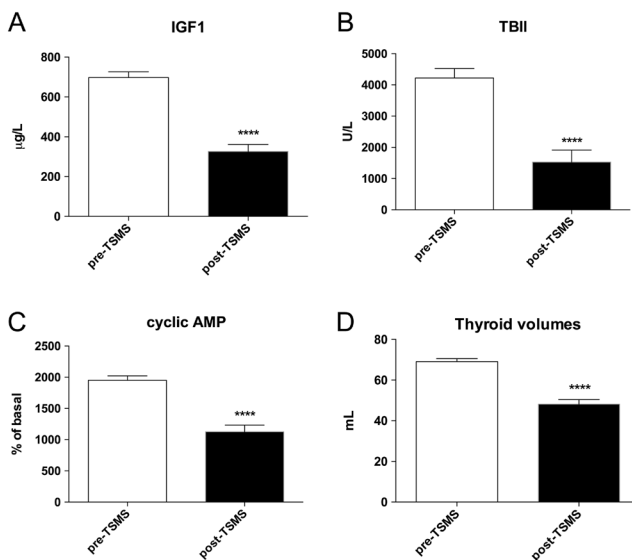 A
IGF1
µg/L
800
600
400
200
0
****
pre-TSMS
post-TSMS
B
TBII
U/L
5000
4000
3000
2000
1000
0
****
pre-TSMS
post-TSMS
C
cyclic AMP
% of basal
2500
2000
1500
1000
500
0
****
pre-TSMS
post-TSMS
D
Thyroid volumes
mL
80
60
40
20
0
****
pre-TSMS
post-TSMS